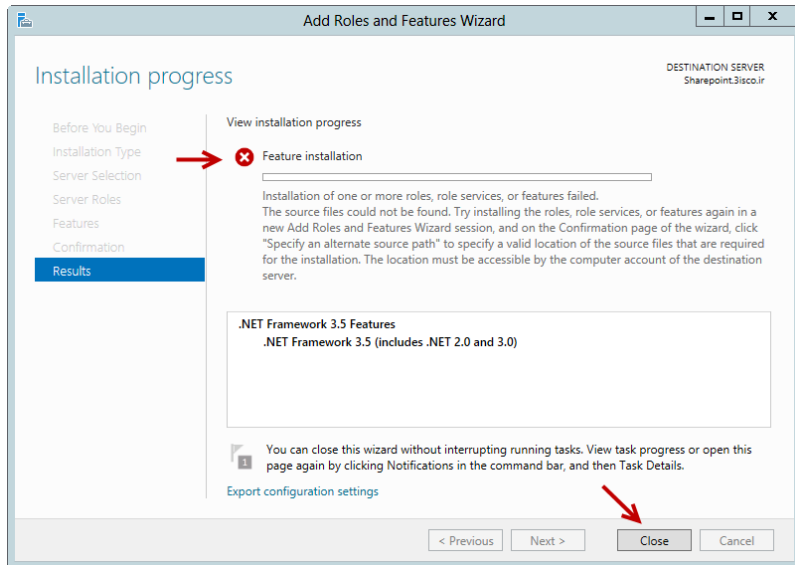 Add Roles and Features Wizard
Installation progress
DESTINATION SERVER
Sharepoint.3isco.ir
Before You Begin
Installation Type
Server Selection
Server Roles
Features
Confirmation
Results
View installation progress
Feature installation
Installation of one or more roles, role services, or features failed.
The source files could not be found. Try installing the roles, role services, or features again in a
new Add Roles and Features Wizard session, and on the Confirmation page of the wizard, click
"Specify an alternate source path" to specify a valid location of the source files that are required
for the installation. The location must be accessible by the computer account of the destination
server.
.NET Framework 3.5 Features
.NET Framework 3.5 (includes .NET 2.0 and 3.0)
1
You can close this wizard without interrupting running tasks. View task progress or open this
page again by clicking Notifications in the command bar, and then Task Details.
Export configuration settings
< Previous
Next >
Close
Cancel